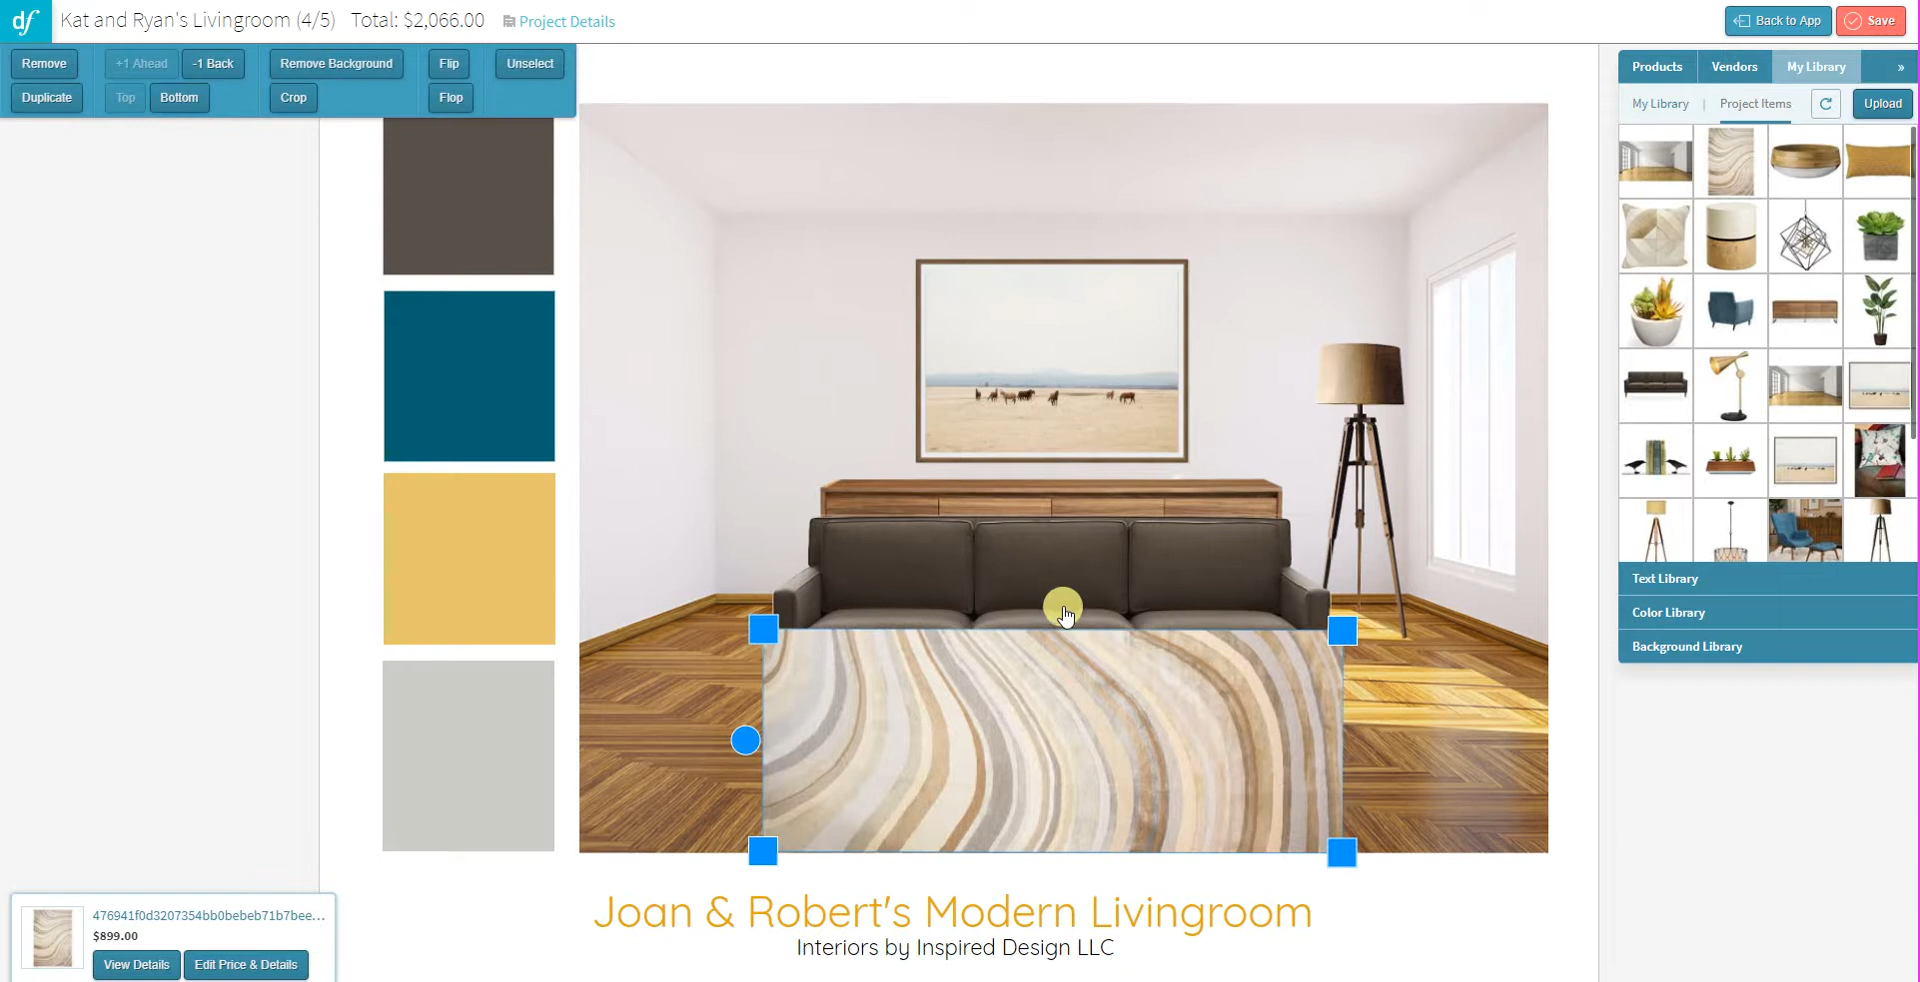 df Kat and Ryan's Livingroom (4/5) Total: $2,066.00 Project Details Back to App Save
Remove +1 Ahead -1 Back Remove Background Flip Unselect
Duplicate Top Bottom Crop Flop
Products Vendors My Library »
My Library | Project Items Upload
Text Library
Color Library
Background Library
Joan & Robert's Modern Livingroom
Interiors by Inspired Design LLC
476941f0d3207354bb0bebeb71b7bee...
$899.00
View Details Edit Price & Details